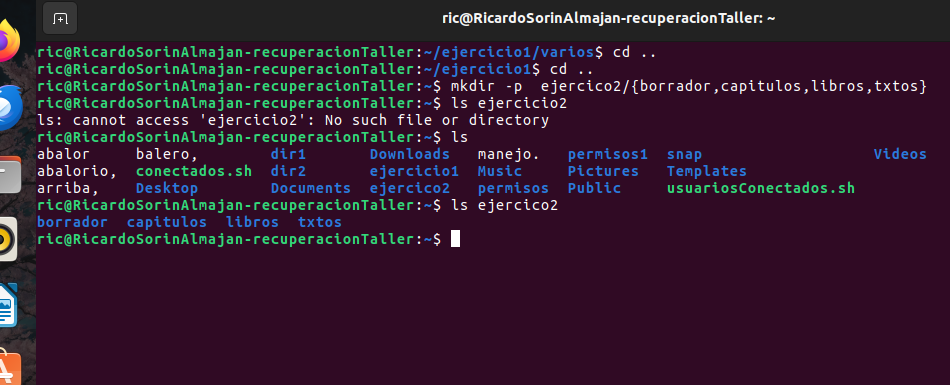 ric@RicardoSorinAlmajan-recuperacionTaller: ~
ric@RicardoSorinAlmajan-recuperacionTaller:~/ejercicio1/varios$ cd ..
ric@RicardoSorinAlmajan-recuperacionTaller:~/ejercicio1$ cd ..
ric@RicardoSorinAlmajan-recuperacionTaller:~$ mkdir -p  ejercico2/{borrador,capitulos,libros,txtos}
ric@RicardoSorinAlmajan-recuperacionTaller:~$ ls ejercicio2
ls: cannot access 'ejercicio2': No such file or directory
ric@RicardoSorinAlmajan-recuperacionTaller:~$ ls
abalor    balero,        dir1       Downloads   manejo.   permisos1  snap                  Videos
abalorio,  conectados.sh  dir2       ejercicio1  Music     Pictures   Templates
arriba,   Desktop        Documents  ejercico2   permisos  Public     usuariosConectados.sh
ric@RicardoSorinAlmajan-recuperacionTaller:~$ ls ejercico2
borrador  capitulos  libros  txtos
ric@RicardoSorinAlmajan-recuperacionTaller:~$